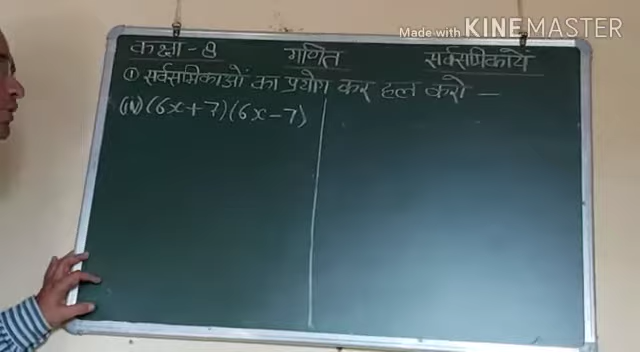 Made with KINEMASTER
कक्षा - 8 गणित सर्वसमिकायें
① सर्वसमिकाओं का प्रयोग कर हल करो —
(iv) (6x+7)(6x-7)